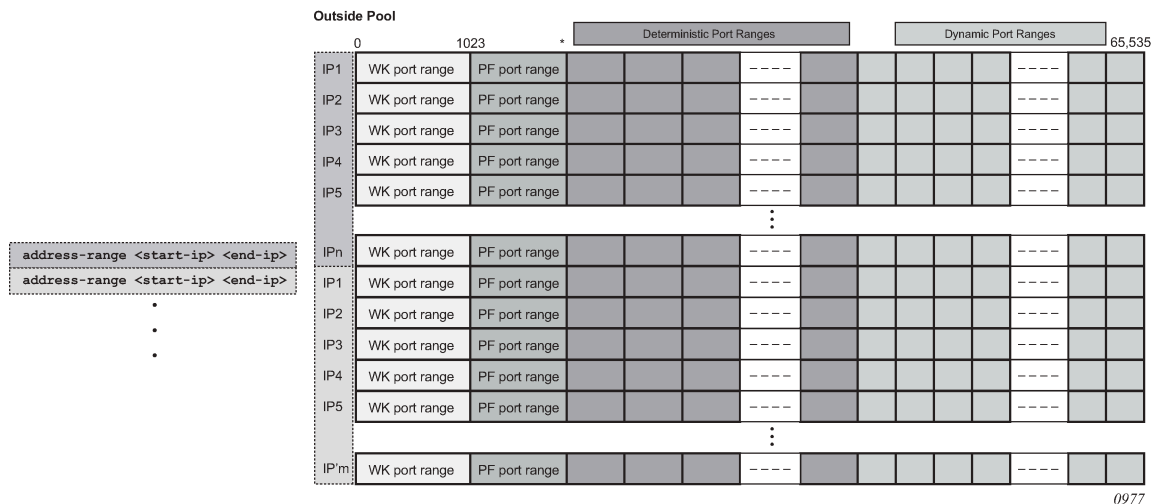 Outside Pool
Deterministic Port Ranges
Dynamic Port Ranges
0
1023
*
65,535
IP1 WK port range PF port range
IP2 WK port range PF port range
IP3 WK port range PF port range
IP4 WK port range PF port range
IP5 WK port range PF port range
IPn WK port range PF port range
address-range <start-ip> <end-ip>
address-range <start-ip> <end-ip>
IP1 WK port range PF port range
IP2 WK port range PF port range
IP3 WK port range PF port range
IP4 WK port range PF port range
IP5 WK port range PF port range
IP'm WK port range PF port range
0977